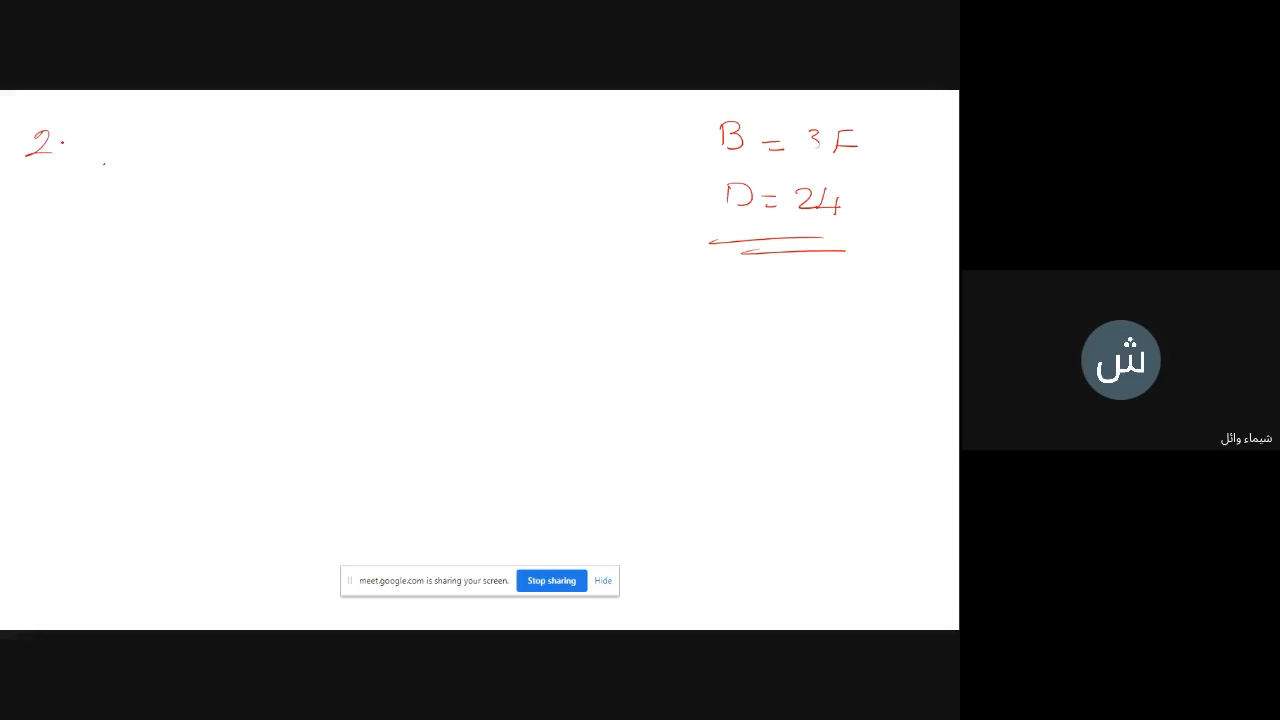 2.
B = 3F
D = 24
ش
شيماء وائل
meet.google.com is sharing your screen.
Stop sharing
Hide